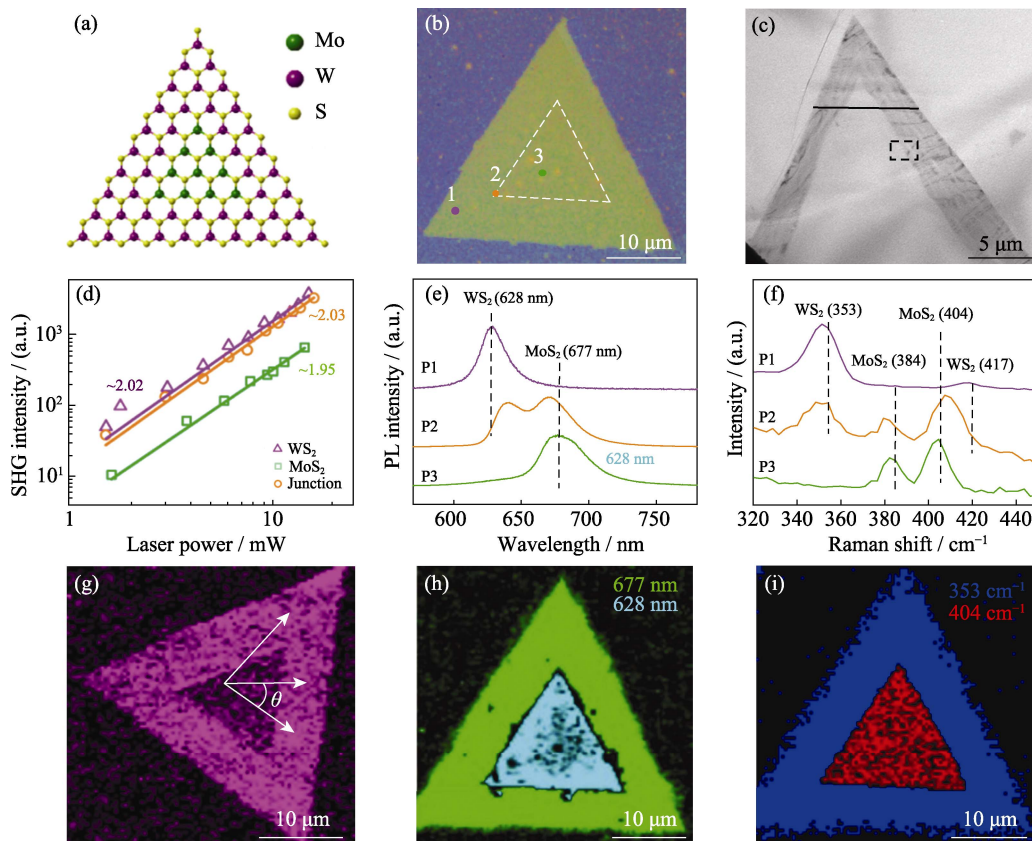 (a)
Mo
W
S
(b)
1
2
3
10 μm
(c)
5 μm
(d)
SHG intensity / (a.u.)
10³
10²
10¹
~2.03
~2.02
~1.95
WS₂
MoS₂
Junction
1
10
Laser power / mW
(e)
PL intensity / (a.u.)
WS₂ (628 nm)
MoS₂ (677 nm)
P1
P2
628 nm
P3
600
650
700
750
Wavelength / nm
(f)
Intensity / (a.u.)
WS₂ (353)
MoS₂ (404)
MoS₂ (384)
WS₂ (417)
P1
P2
P3
320
340
360
380
400
420
440
Raman shift / cm⁻¹
(g)
θ
10 μm
(h)
677 nm
628 nm
10 μm
(i)
353 cm⁻¹
404 cm⁻¹
10 μm